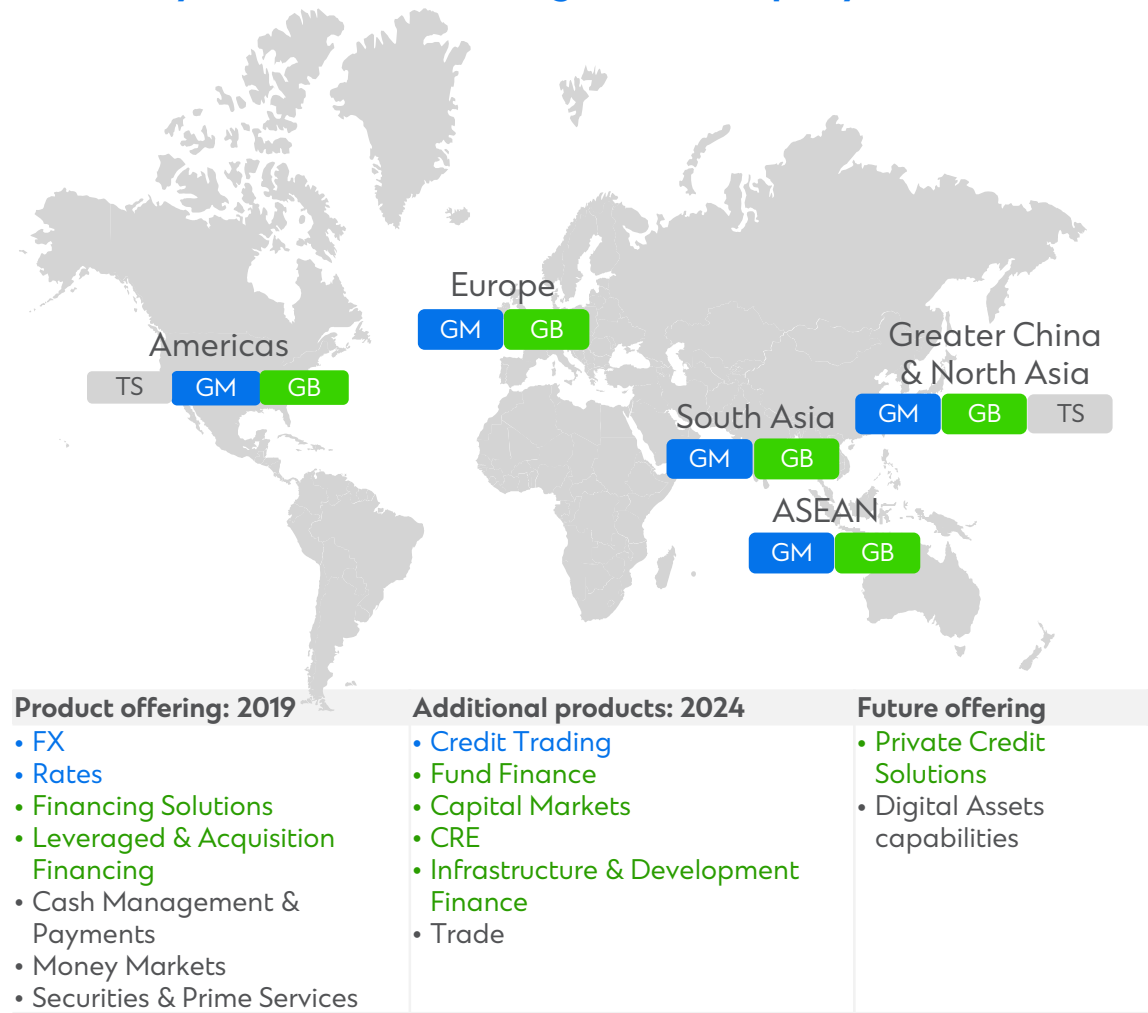 Europe
GM GB
Americas
TS GM GB
Greater China
& North Asia
GM GB TS
South Asia
GM GB
ASEAN
GM GB
Product offering: 2019
• FX
• Rates
• Financing Solutions
• Leveraged & Acquisition
Financing
• Cash Management &
Payments
• Money Markets
• Securities & Prime Services
Additional products: 2024
• Credit Trading
• Fund Finance
• Capital Markets
• CRE
• Infrastructure & Development
Finance
• Trade
Future offering
• Private Credit
Solutions
• Digital Assets
capabilities